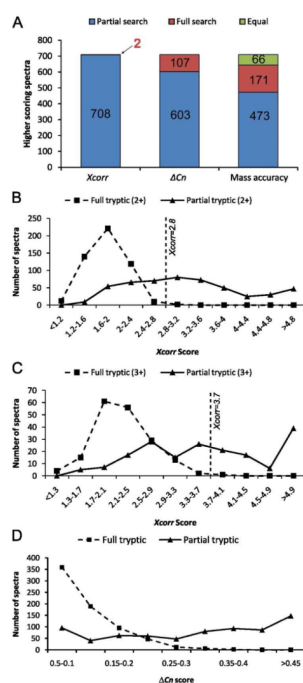 A
Partial search Full search Equal
Higher scoring spectra
800
700
600
500
400
300
200
100
0
2
708
107
603
66
171
473
Xcorr ΔCn Mass accuracy
B
Full tryptic (2+) Partial tryptic (2+)
Number of spectra
250
200
150
100
50
0
Xcorr=2.8
<1.2 1.2-1.6 1.6-2 2-2.4 2.4-2.8 2.8-3.2 3.2-3.6 3.6-4 4-4.4 4.4-4.8 >4.8
Xcorr Score
C
Full tryptic (3+) Partial tryptic (3+)
Number of spectra
70
60
50
40
30
20
10
0
Xcorr=3.7
<1.3 1.3-1.7 1.7-2.1 2.1-2.5 2.5-2.9 2.9-3.3 3.3-3.7 3.7-4.1 4.1-4.5 4.5-4.9 >4.9
Xcorr Score
D
Full tryptic Partial tryptic
Number of spectra
400
350
300
250
200
150
100
50
0
0.5-0.1 0.15-0.2 0.25-0.3 0.35-0.4 >0.45
ΔCn score